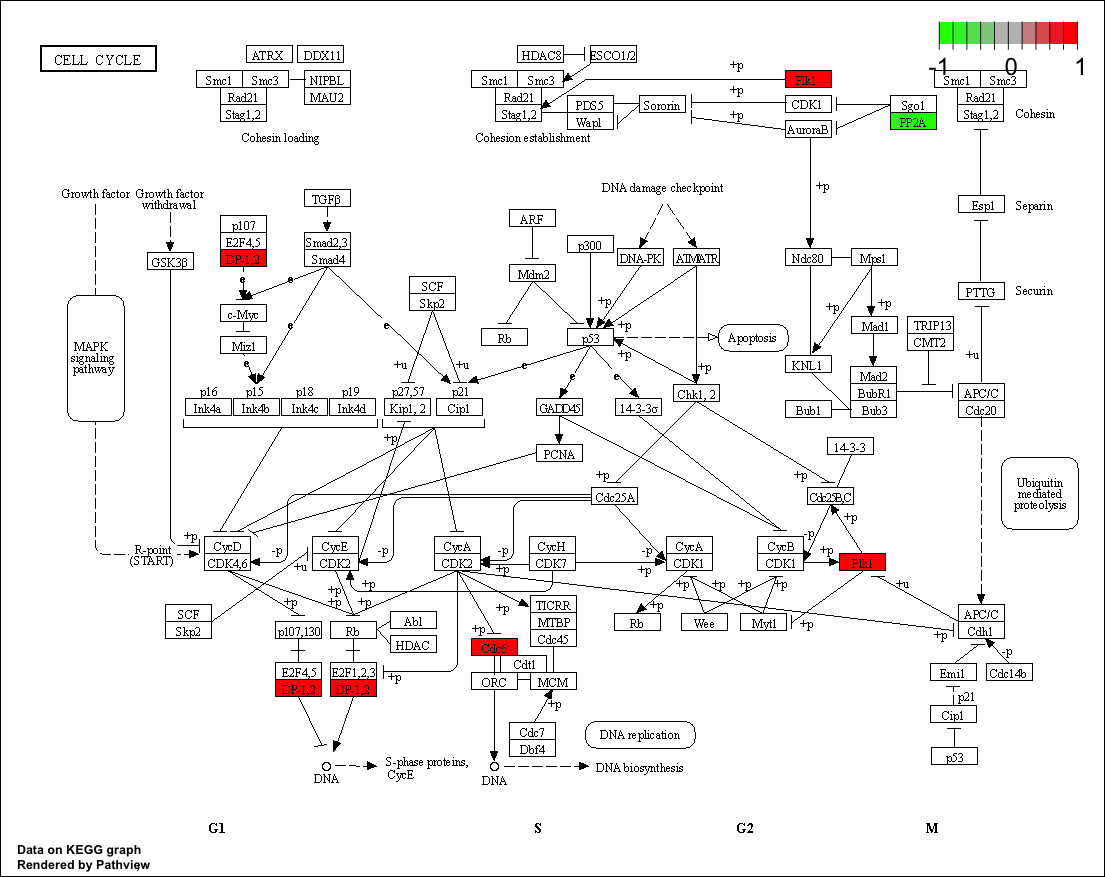 CELL CYCLE
-1 0 1
ATRX DDX11
Smc1 Smc3 NIPBL
Rad21 MAU2
Stag1,2
Cohesin loading
HDAC8 ESCO1/2
Smc1 Smc3
Rad21
Stag1,2
PDS5
Wapl
Sororin
Cohesion establishment
+p
Plk1
+p
CDK1
+p
AuroraB
Sgo1
PP2A
Smc1 Smc3
Rad21
Stag1,2
Cohesin
Growth factor
Growth factor
withdrawal
GSK3β
p107
E2F4,5
DP-1,2
e
c-Myc
Miz1
e
TGFβ
Smad2,3
Smad4
e
e
e
SCF
Skp2
+u
+u
ARF
Mdm2
Rb
p300
DNA damage checkpoint
DNA-PK
ATM/ATR
+p
+p
p53
+p
+p
Apoptosis
e
e
e
+p
Ndc80
Mps1
+p
+p
Mad1
KNL1
Mad2
BubR1
Bub3
Bub1
TRIP13
CMT2
Esp1
Separin
PTTG
Securin
+u
APC/C
Cdc20
MAPK
signaling
pathway
p16
Ink4a
p15
Ink4b
p18
Ink4c
p19
Ink4d
p27,57
Kip1, 2
p21
Cip1
+p
GADD45
14-3-3σ
PCNA
Chk1, 2
+p
+p
14-3-3
Cdc25A
Cdc25B,C
Ubiquitin
mediated
proteolysis
R-point
(START)
+p
CycD
CDK4,6
-p
+u
CycE
CDK2
-p
CycA
CDK2
-p
+p
CycH
CDK7
-p
CycA
CDK1
CycB
CDK1
-p
+p
Plk1
+u
+p
+p
+p
+p
+p
+p
+p
+p
+p
+p
+p
SCF
Skp2
p107,130
Rb
Abl
HDAC
E2F4,5
DP-1,2
E2F1,2,3
DP-1,2
+p
+p
Cdc6
Cdt1
ORC
MCM
TICRR
MTBP
Cdc45
+p
Cdc7
Dbf4
Rb
Wee
Myt1
APC/C
Cdh1
-p
Emi1
Cdc14b
p21
Cip1
p53
DNA replication
DNA
S-phase proteins,
CycE
DNA
DNA biosynthesis
G1 S G2 M
Data on KEGG graph
Rendered by Pathview